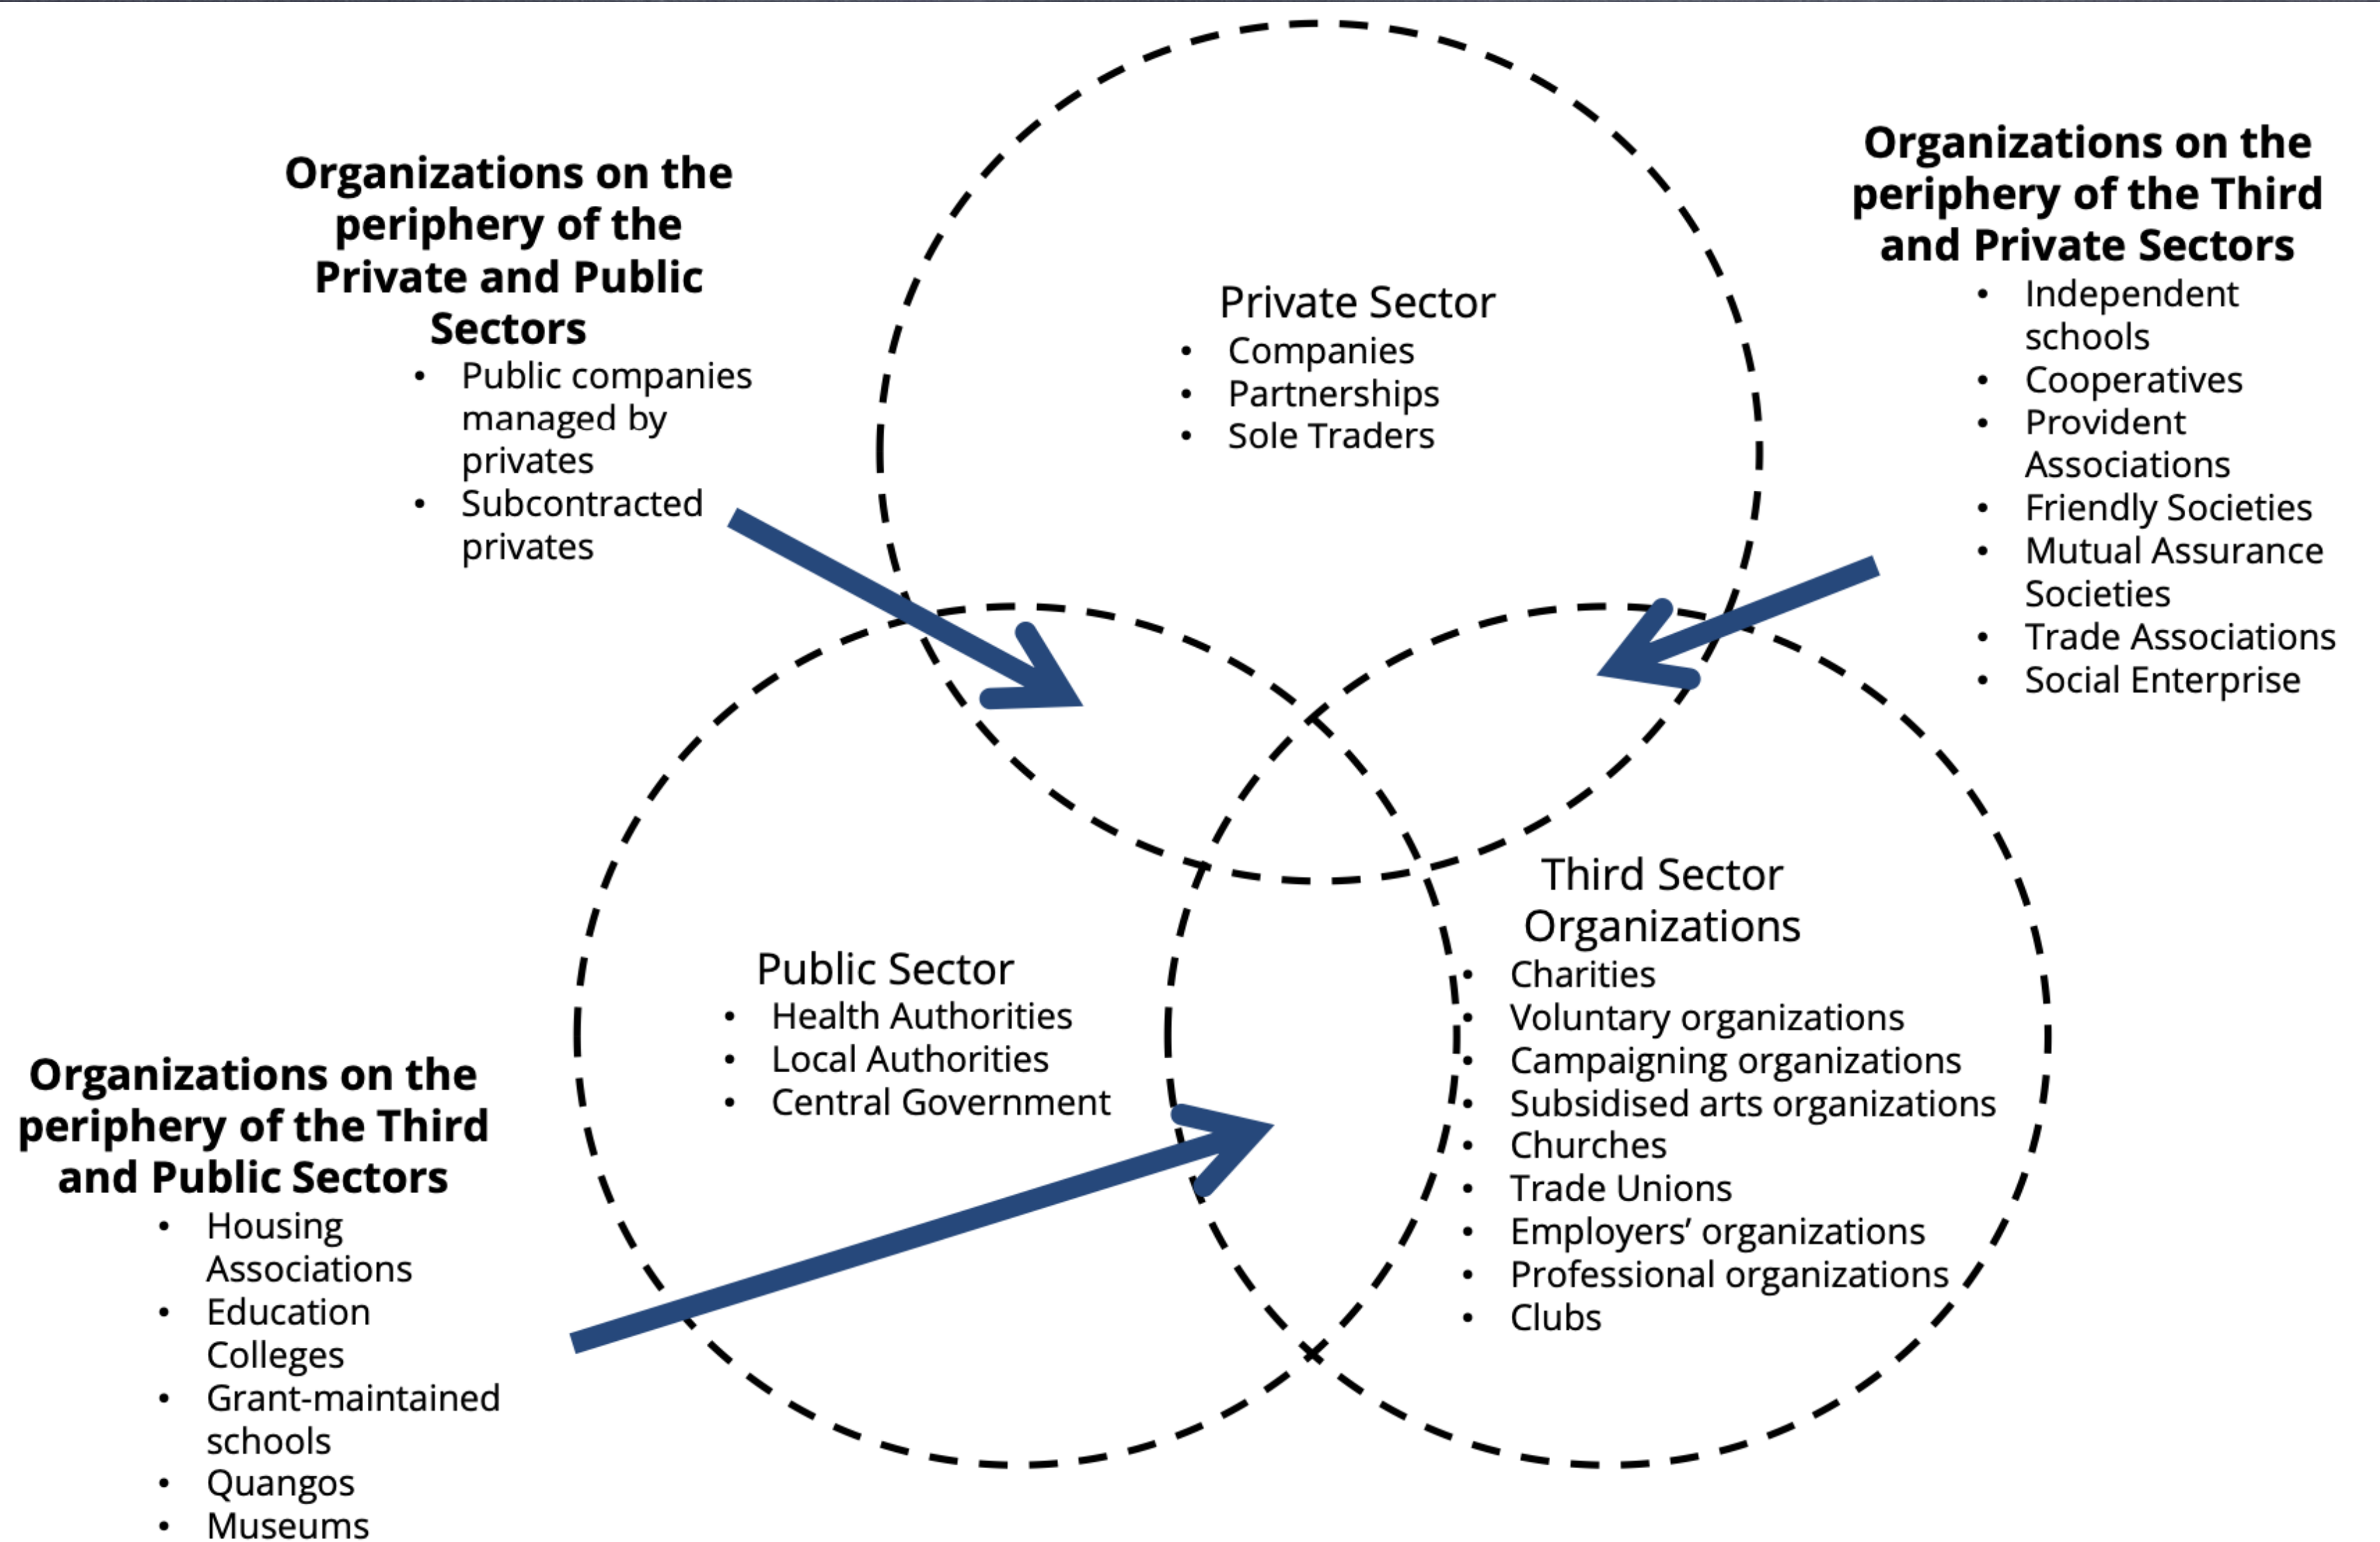 Organizations on the
periphery of the
Private and Public
Sectors
• Public companies
managed by
privates
• Subcontracted
privates
Private Sector
• Companies
• Partnerships
• Sole Traders
Organizations on the
periphery of the Third
and Private Sectors
• Independent
schools
• Cooperatives
• Provident
Associations
• Friendly Societies
• Mutual Assurance
Societies
• Trade Associations
• Social Enterprise
Public Sector
• Health Authorities
• Local Authorities
• Central Government
Third Sector
Organizations
• Charities
• Voluntary organizations
• Campaigning organizations
• Subsidised arts organizations
• Churches
• Trade Unions
• Employers’ organizations
• Professional organizations
• Clubs
Organizations on the
periphery of the Third
and Public Sectors
• Housing
Associations
• Education
Colleges
• Grant-maintained
schools
• Quangos
• Museums